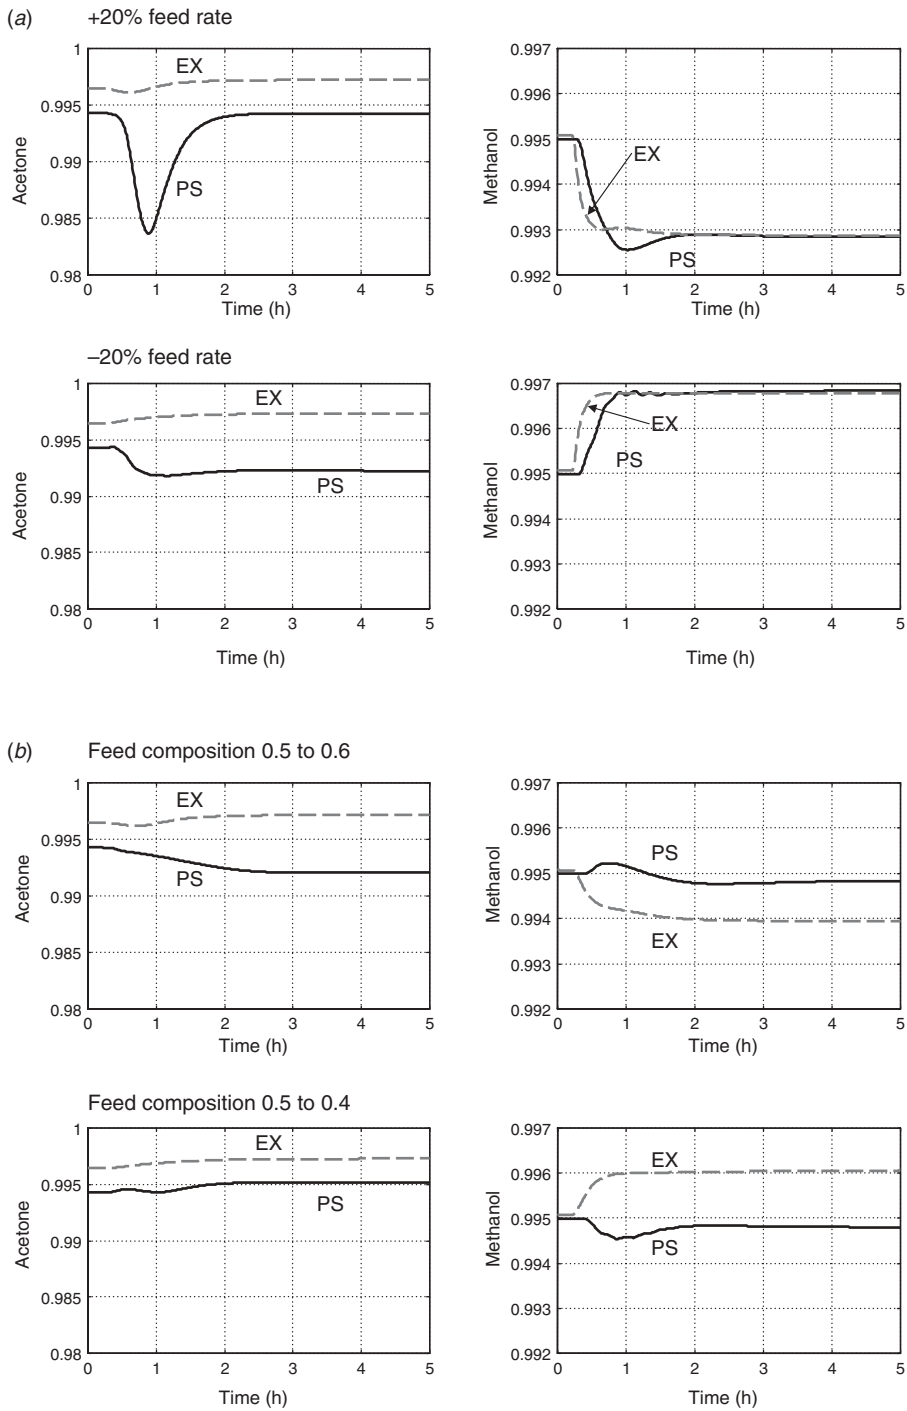 (a) +20% feed rate
1
0.995
0.99
0.985
0.98
Acetone
EX
PS
0 1 2 3 4 5
Time (h)
0.997
0.996
0.995
0.994
0.993
0.992
Methanol
EX
PS
0 1 2 3 4 5
Time (h)
–20% feed rate
1
0.995
0.99
0.985
0.98
Acetone
EX
PS
0 1 2 3 4 5
Time (h)
0.997
0.996
0.995
0.994
0.993
0.992
Methanol
EX
PS
0 1 2 3 4 5
Time (h)
(b) Feed composition 0.5 to 0.6
1
0.995
0.99
0.985
0.98
Acetone
EX
PS
0 1 2 3 4 5
Time (h)
0.997
0.996
0.995
0.994
0.993
0.992
Methanol
PS
EX
0 1 2 3 4 5
Time (h)
Feed composition 0.5 to 0.4
1
0.995
0.99
0.985
0.98
Acetone
EX
PS
0 1 2 3 4 5
Time (h)
0.997
0.996
0.995
0.994
0.993
0.992
Methanol
EX
PS
0 1 2 3 4 5
Time (h)